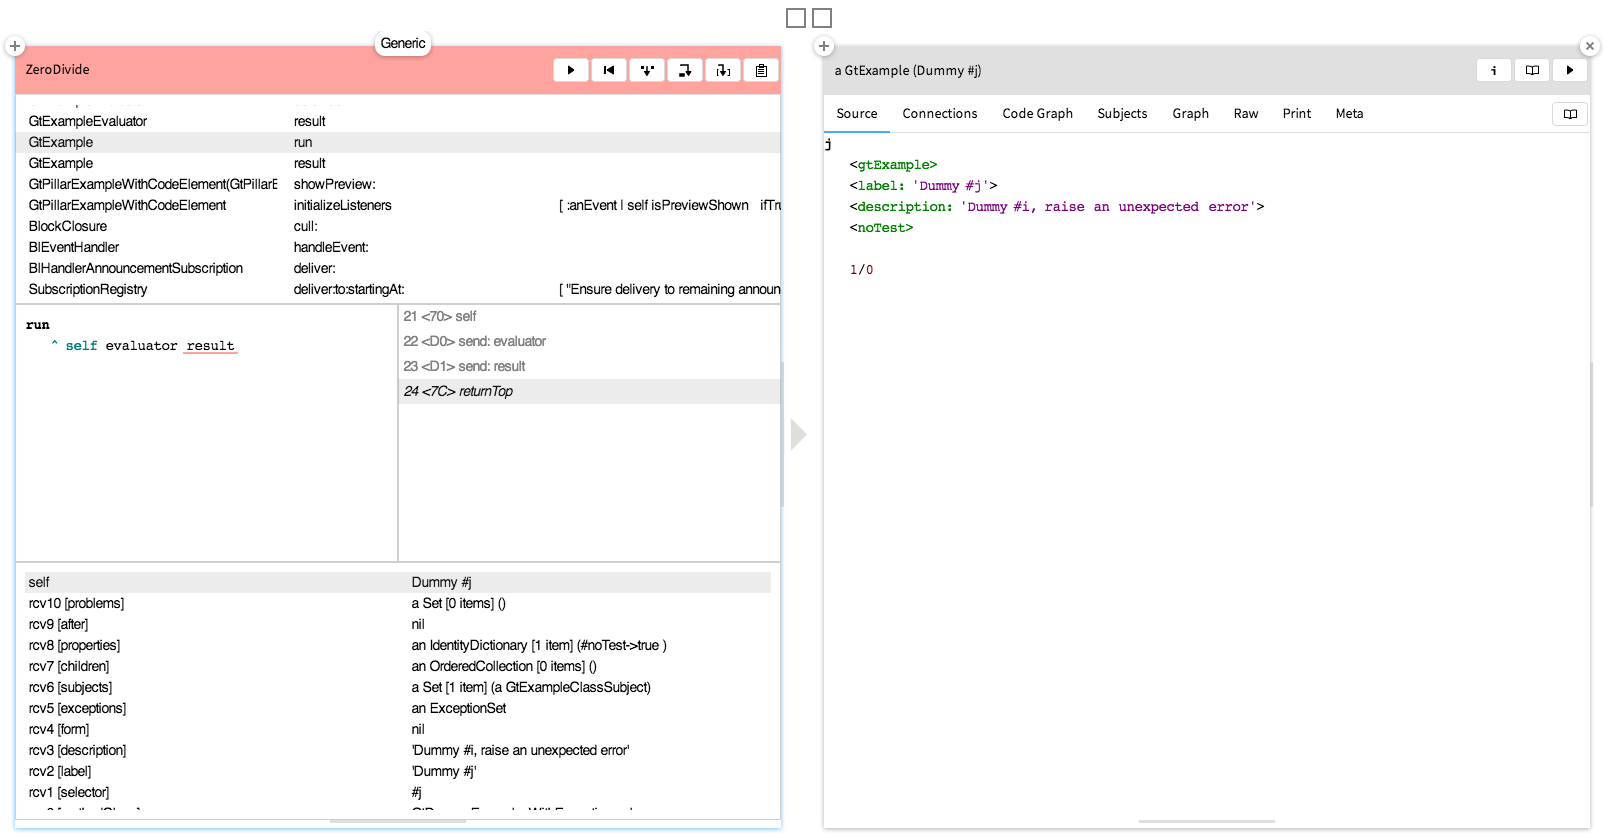 Generic
ZeroDivide
GtExampleEvaluator result
GtExample run
GtExample result
GtPillarExampleWithCodeElement(GtPillarE showPreview:
GtPillarExampleWithCodeElement initializeListeners [ :anEvent | self isPreviewShown ifTru
BlockClosure cull:
BlEventHandler handleEvent:
BlHandlerAnnouncementSubscription deliver:
SubscriptionRegistry deliver:to:startingAt: [ "Ensure delivery to remaining announ
run
^ self evaluator result
21 <70> self
22 <D0> send: evaluator
23 <D1> send: result
24 <7C> returnTop
self Dummy #j
rcv10 [problems] a Set [0 items] ()
rcv9 [after] nil
rcv8 [properties] an IdentityDictionary [1 item] (#noTest->true )
rcv7 [children] an OrderedCollection [0 items] ()
rcv6 [subjects] a Set [1 item] (a GtExampleClassSubject)
rcv5 [exceptions] an ExceptionSet
rcv4 [form] nil
rcv3 [description] 'Dummy #i, raise an unexpected error'
rcv2 [label] 'Dummy #j'
rcv1 [selector] #j
a GtExample (Dummy #j)
i
Source Connections Code Graph Subjects Graph Raw Print Meta
j
<gtExample>
<label: 'Dummy #j'>
<description: 'Dummy #i, raise an unexpected error'>
<noTest>
1/0